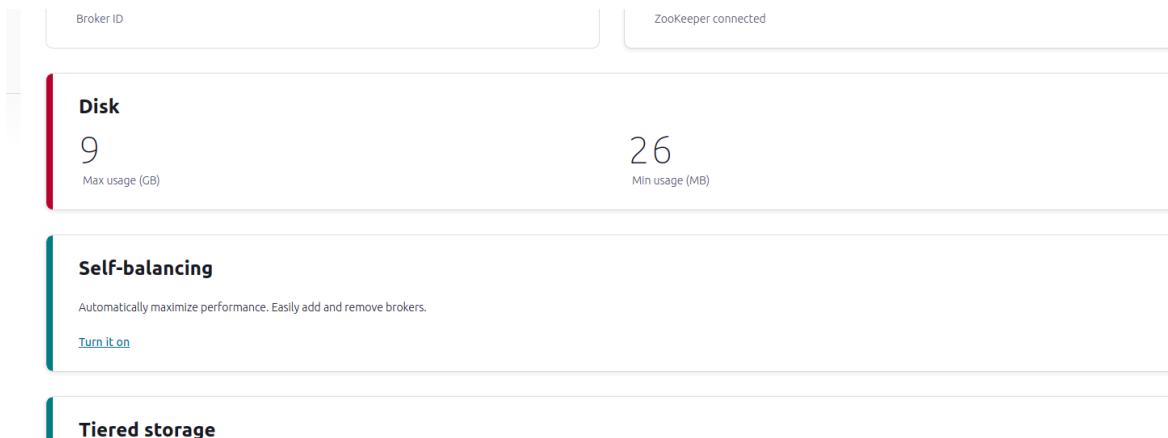 Broker ID
ZooKeeper connected
Disk
9
26
Max usage (GB)
Min usage (MB)
Self-balancing
Automatically maximize performance. Easily add and remove brokers.
Turn it on
Tiered storage